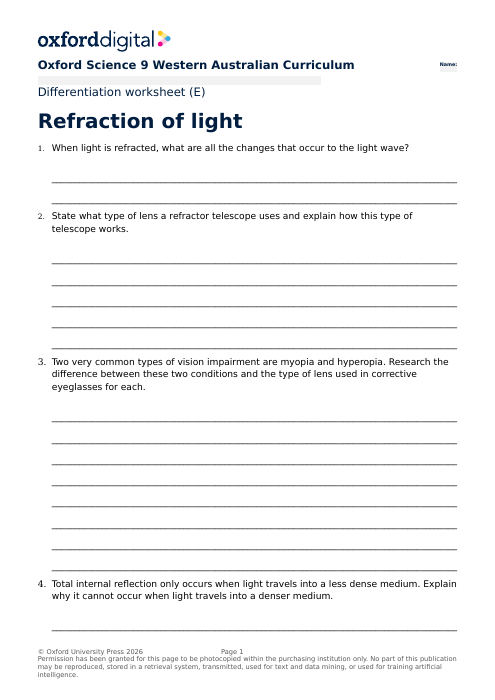 oxforddigital
Oxford Science 9 Western Australian Curriculum
Name:
Differentiation worksheet (E)
Refraction of light
1. When light is refracted, what are all the changes that occur to the light wave?
2. State what type of lens a refractor telescope uses and explain how this type of
telescope works.
3. Two very common types of vision impairment are myopia and hyperopia. Research the
difference between these two conditions and the type of lens used in corrective
eyeglasses for each.
4. Total internal reflection only occurs when light travels into a less dense medium. Explain
why it cannot occur when light travels into a denser medium.
© Oxford University Press 2026 Page 1
Permission has been granted for this page to be photocopied within the purchasing institution only. No part of this publication
may be reproduced, stored in a retrieval system, transmitted, used for text and data mining, or used for training artificial
intelligence.